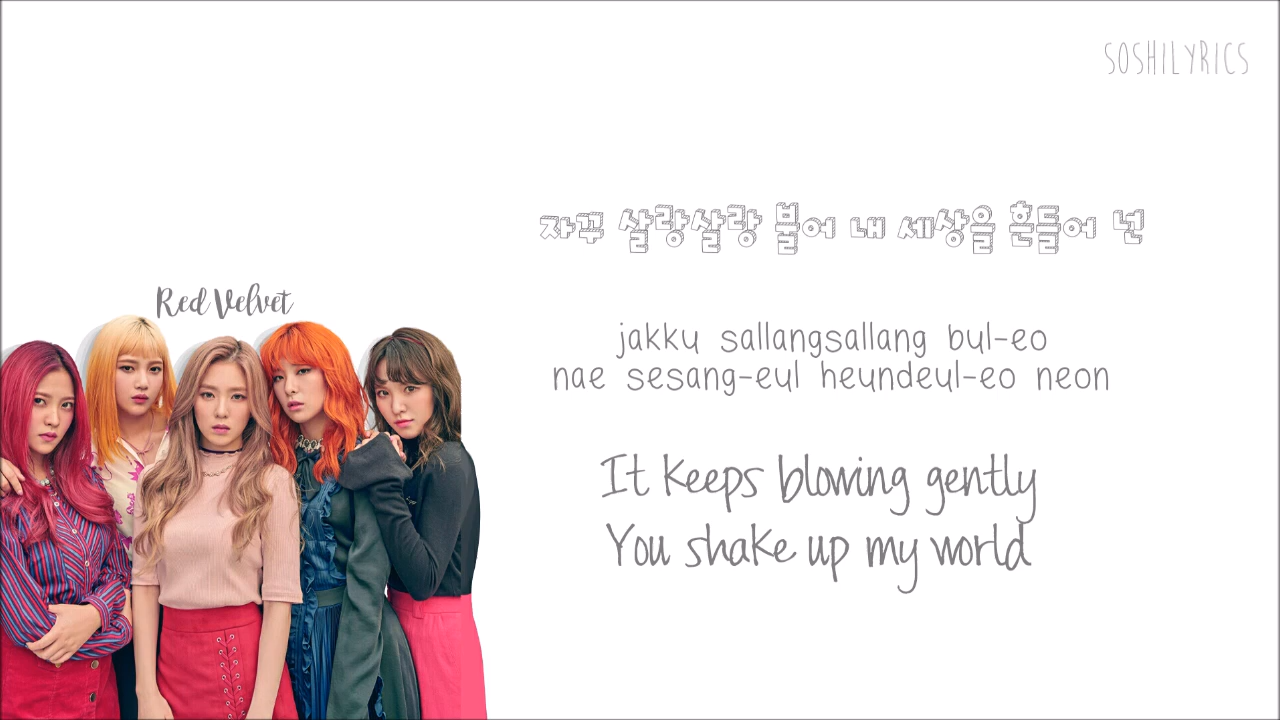 SOSHILYRICS
자꾸 살랑살랑 불어 내 세상을 흔들어 넌
Red Velvet
jakku sallangsallang bul-eo
nae sesang-eul heundeul-eo neon
It keeps blowing gently
You shake up my world